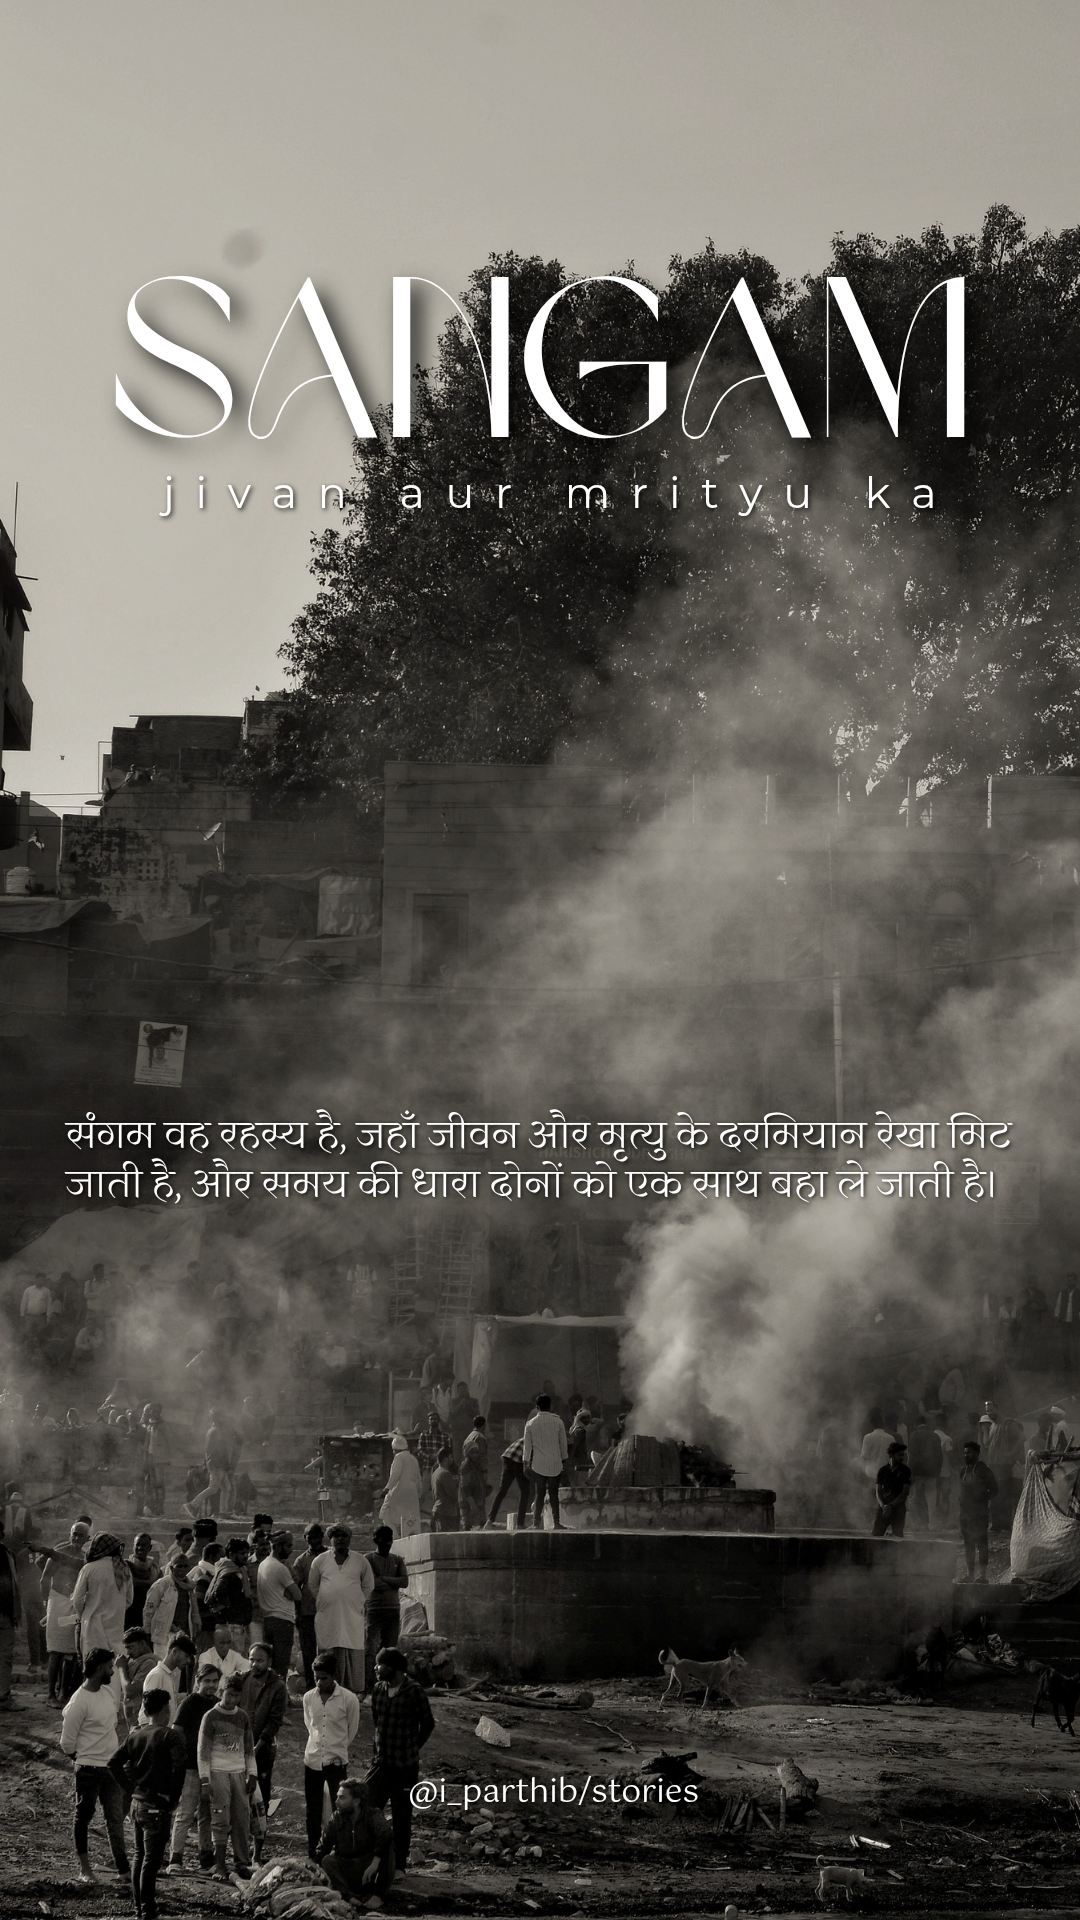 SANGAM
jivan aur mrityu ka
संगम वह रहस्य है, जहाँ जीवन और मृत्यु के दरमियान रेखा मिट
जाती है, और समय की धारा दोनों को एक साथ बहा ले जाती है।
@i_parthib/stories